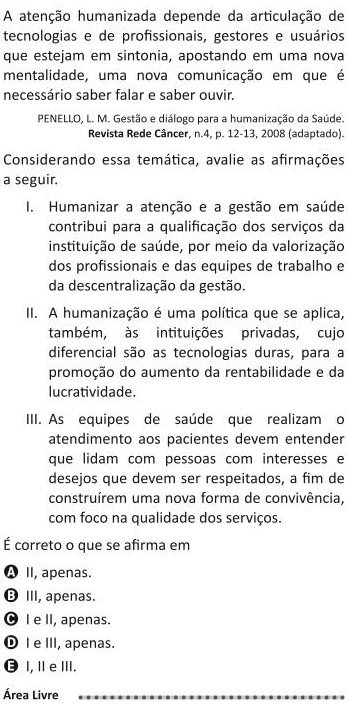 A atenção humanizada depende da articulação de
tecnologias e de profissionais, gestores e usuários
que estejam em sintonia, apostando em uma nova
mentalidade, uma nova comunicação em que é
necessário saber falar e saber ouvir.
PENELLO, L. M. Gestão e diálogo para a humanização da Saúde.
Revista Rede Câncer, n.4, p. 12-13, 2008 (adaptado).
Considerando essa temática, avalie as afirmações
a seguir.
I. Humanizar a atenção e a gestão em saúde
contribui para a qualificação dos serviços da
instituição de saúde, por meio da valorização
dos profissionais e das equipes de trabalho e
da descentralização da gestão.
II. A humanização é uma política que se aplica,
também, às intituições privadas, cujo
diferencial são as tecnologias duras, para a
promoção do aumento da rentabilidade e da
lucratividade.
III. As equipes de saúde que realizam o
atendimento aos pacientes devem entender
que lidam com pessoas com interesses e
desejos que devem ser respeitados, a fim de
construírem uma nova forma de convivência,
com foco na qualidade dos serviços.
É correto o que se afirma em
A II, apenas.
B III, apenas.
C I e II, apenas.
D I e III, apenas.
E I, II e III.
Área Livre